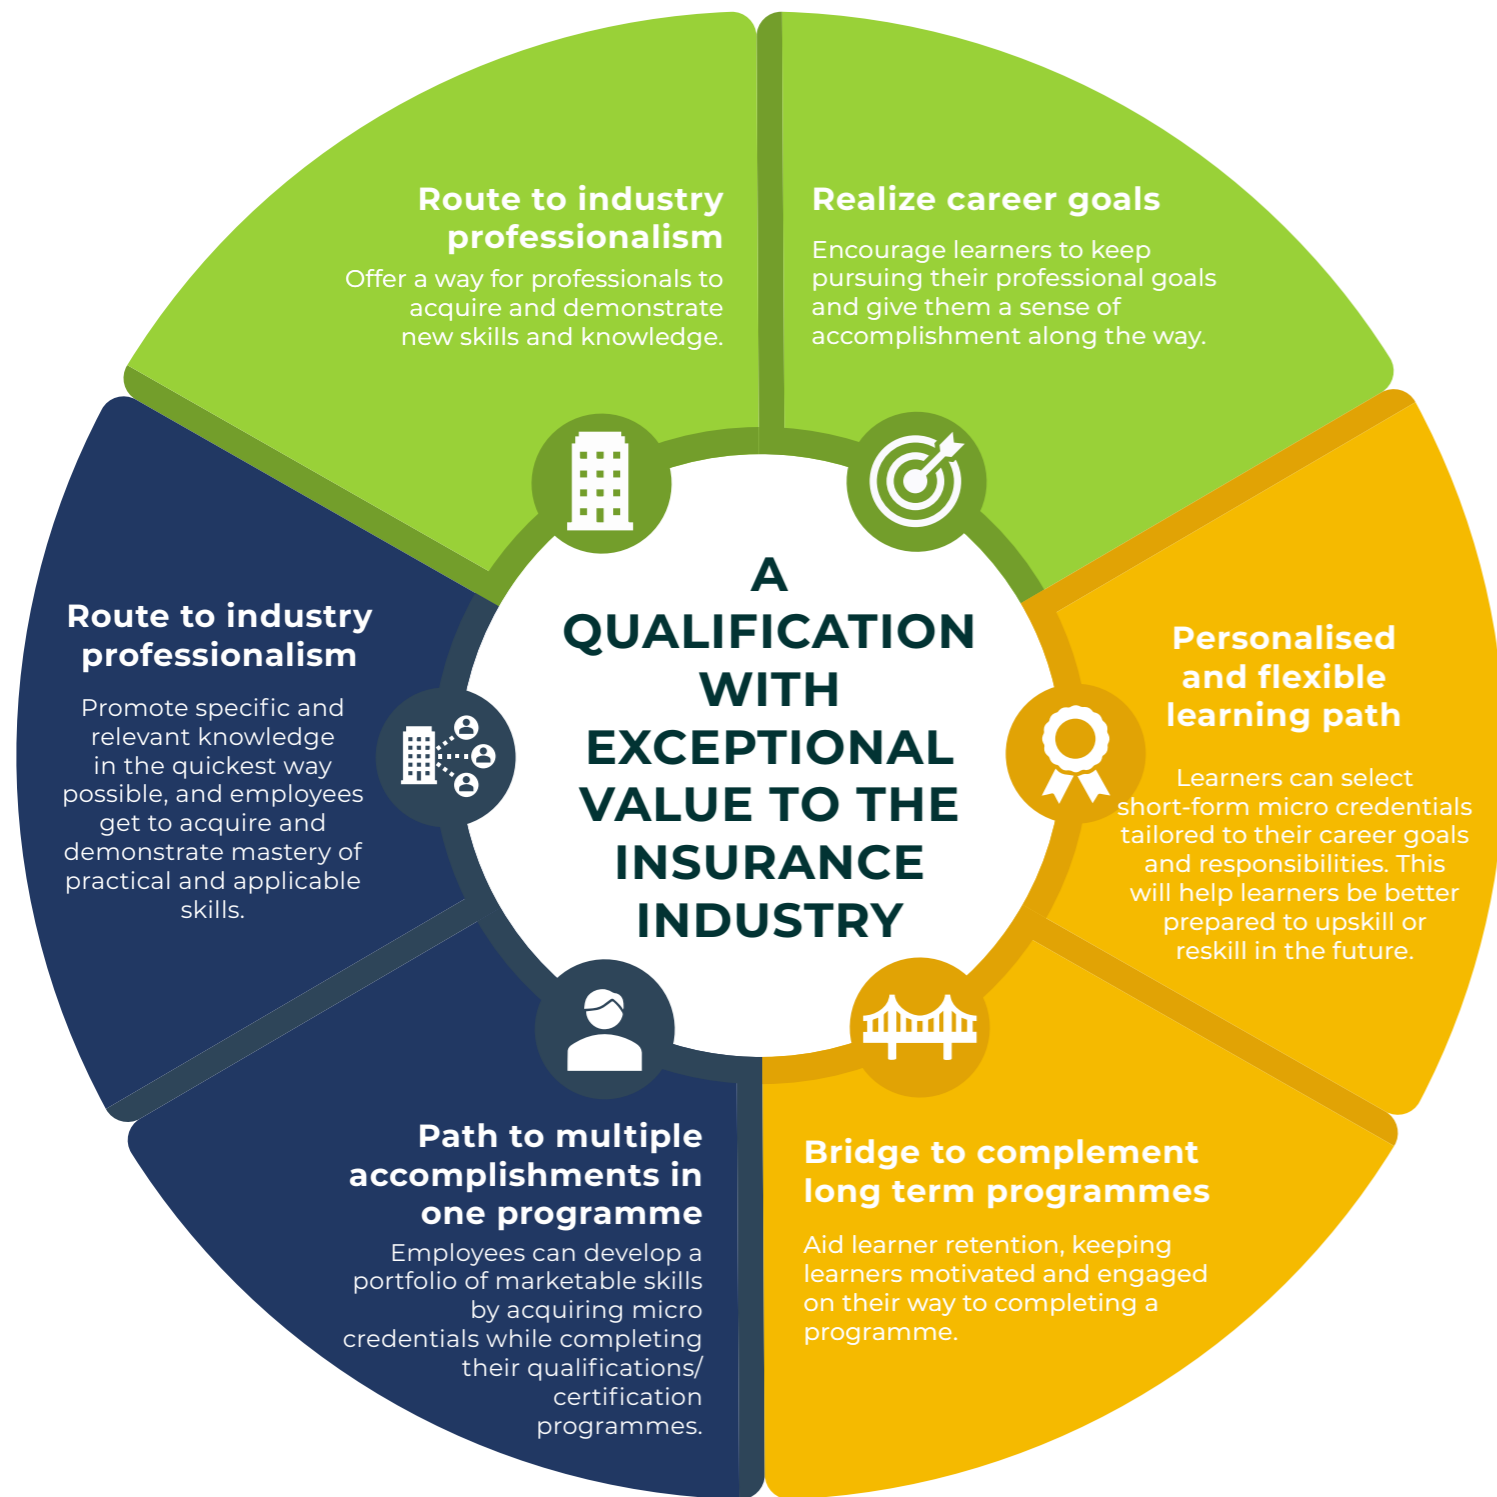 Route to industry
professionalism
Offer a way for professionals to
acquire and demonstrate
new skills and knowledge.
Realize career goals
Encourage learners to keep
pursuing their professional goals
and give them a sense of
accomplishment along the way.
Personalised
and flexible
learning path
Learners can select
short-form micro credentials
tailored to their career goals
and responsibilities. This
will help learners be better
prepared to upskill or
reskill in the future.
Bridge to complement
long term programmes
Aid learner retention, keeping
learners motivated and engaged
on their way to completing a
programme.
Path to multiple
accomplishments in
one programme
Employees can develop a
portfolio of marketable skills
by acquiring micro
credentials while completing
their qualifications/
certification
programmes.
Route to industry
professionalism
Promote specific and
relevant knowledge
in the quickest way
possible, and employees
get to acquire and
demonstrate mastery of
practical and applicable
skills.
A
QUALIFICATION
WITH
EXCEPTIONAL
VALUE TO THE
INSURANCE
INDUSTRY